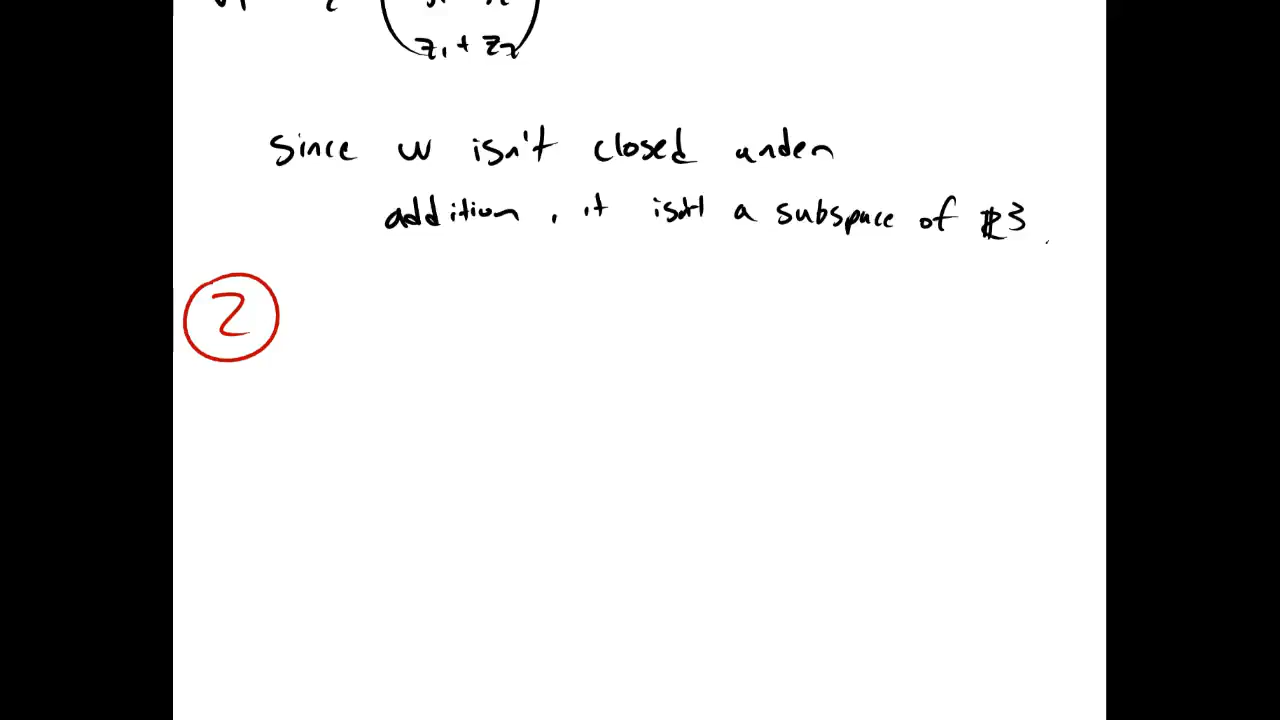 z₁ + z₂
Since W isn't closed under
addition, it isn't a subspace of ℝ3.
2